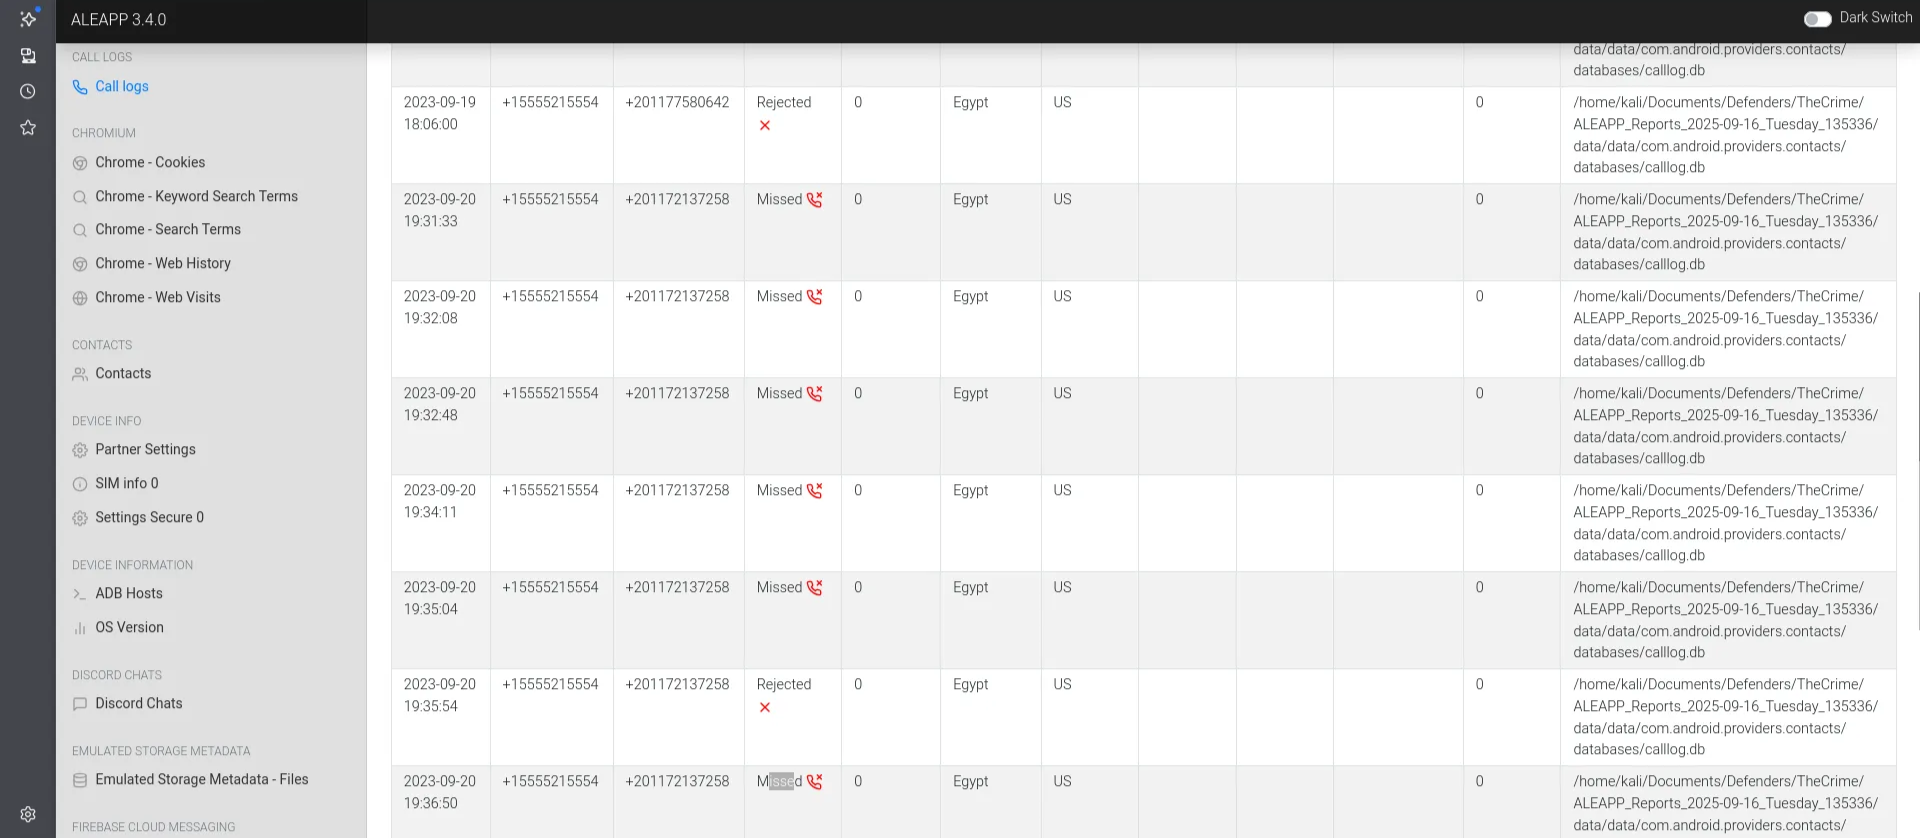 ALEAPP 3.4.0
Dark Switch
CALL LOGS
Call logs
CHROMIUM
Chrome - Cookies
Chrome - Keyword Search Terms
Chrome - Search Terms
Chrome - Web History
Chrome - Web Visits
CONTACTS
Contacts
DEVICE INFO
Partner Settings
SIM info 0
Settings Secure 0
DEVICE INFORMATION
ADB Hosts
OS Version
DISCORD CHATS
Discord Chats
EMULATED STORAGE METADATA
Emulated Storage Metadata - Files
FIREBASE CLOUD MESSAGING
data/data/com.android.providers.contacts/
databases/calllog.db
2023-09-19 +15555215554 +201177580642 Rejected 0 Egypt US 0 /home/kali/Documents/Defenders/TheCrime/
18:06:00 ALEAPP_Reports_2025-09-16_Tuesday_135336/
data/data/com.android.providers.contacts/
databases/calllog.db
2023-09-20 +15555215554 +201172137258 Missed 0 Egypt US 0 /home/kali/Documents/Defenders/TheCrime/
19:31:33 ALEAPP_Reports_2025-09-16_Tuesday_135336/
data/data/com.android.providers.contacts/
databases/calllog.db
2023-09-20 +15555215554 +201172137258 Missed 0 Egypt US 0 /home/kali/Documents/Defenders/TheCrime/
19:32:08 ALEAPP_Reports_2025-09-16_Tuesday_135336/
data/data/com.android.providers.contacts/
databases/calllog.db
2023-09-20 +15555215554 +201172137258 Missed 0 Egypt US 0 /home/kali/Documents/Defenders/TheCrime/
19:32:48 ALEAPP_Reports_2025-09-16_Tuesday_135336/
data/data/com.android.providers.contacts/
databases/calllog.db
2023-09-20 +15555215554 +201172137258 Missed 0 Egypt US 0 /home/kali/Documents/Defenders/TheCrime/
19:34:11 ALEAPP_Reports_2025-09-16_Tuesday_135336/
data/data/com.android.providers.contacts/
databases/calllog.db
2023-09-20 +15555215554 +201172137258 Missed 0 Egypt US 0 /home/kali/Documents/Defenders/TheCrime/
19:35:04 ALEAPP_Reports_2025-09-16_Tuesday_135336/
data/data/com.android.providers.contacts/
databases/calllog.db
2023-09-20 +15555215554 +201172137258 Rejected 0 Egypt US 0 /home/kali/Documents/Defenders/TheCrime/
19:35:54 ALEAPP_Reports_2025-09-16_Tuesday_135336/
data/data/com.android.providers.contacts/
databases/calllog.db
2023-09-20 +15555215554 +201172137258 Missed 0 Egypt US 0 /home/kali/Documents/Defenders/TheCrime/
19:36:50 ALEAPP_Reports_2025-09-16_Tuesday_135336/
data/data/com.android.providers.contacts/